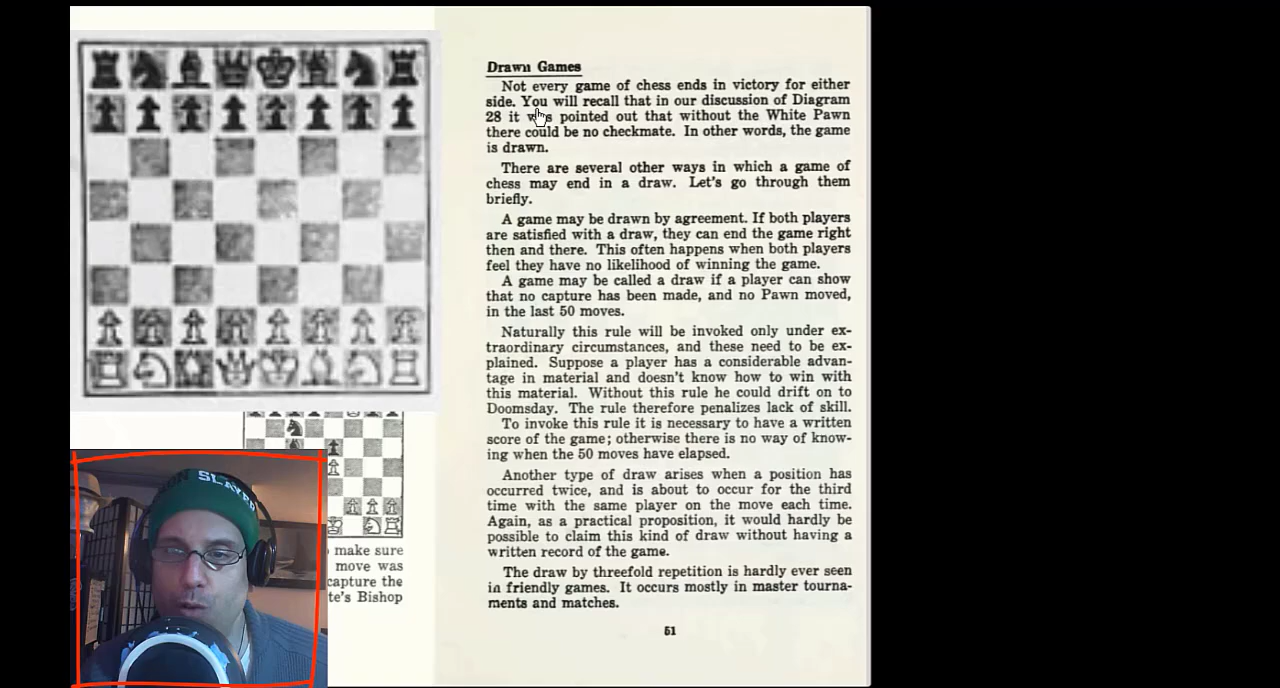 Drawn Games
Not every game of chess ends in victory for either
side. You will recall that in our discussion of Diagram
28 it was pointed out that without the White Pawn
there could be no checkmate. In other words, the game
is drawn.
There are several other ways in which a game of
chess may end in a draw. Let's go through them
briefly.
A game may be drawn by agreement. If both players
are satisfied with a draw, they can end the game right
then and there. This often happens when both players
feel they have no likelihood of winning the game.
A game may be called a draw if a player can show
that no capture has been made, and no Pawn moved,
in the last 50 moves.
Naturally this rule will be invoked only under ex-
traordinary circumstances, and these need to be ex-
plained. Suppose a player has a considerable advan-
tage in material and doesn't know how to win with
this material. Without this rule he could drift on to
Doomsday. The rule therefore penalizes lack of skill.
To invoke this rule it is necessary to have a written
score of the game; otherwise there is no way of know-
ing when the 50 moves have elapsed.
Another type of draw arises when a position has
occurred twice, and is about to occur for the third
time with the same player on the move each time.
Again, as a practical proposition, it would hardly be
possible to claim this kind of draw without having a
written record of the game.
The draw by threefold repetition is hardly ever seen
in friendly games. It occurs mostly in master tourna-
ments and matches.
51
make sure
move was
capture the
te's Bishop
SLAYER